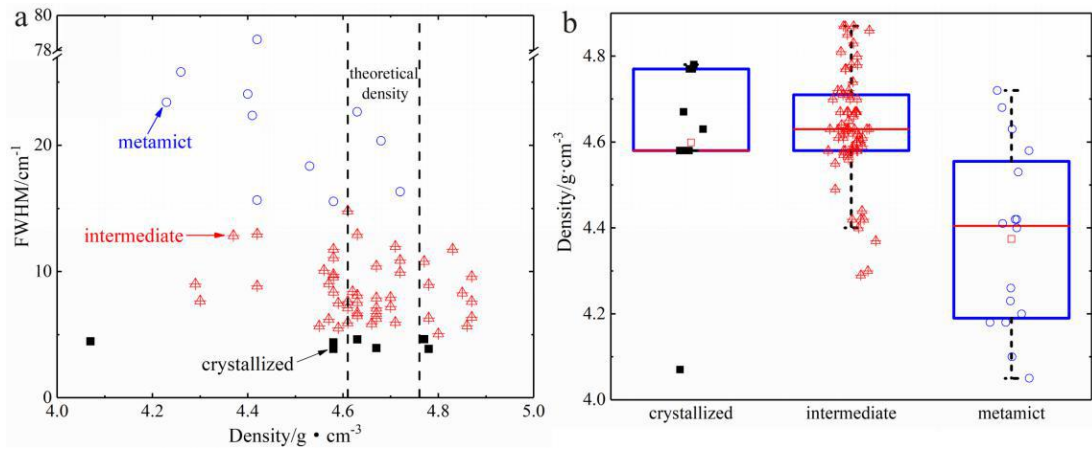 a
80
78
20
10
0
FWHM/cm-1
theoretical
density
metamict
intermediate
crystallized
4.0 4.2 4.4 4.6 4.8 5.0
Density/g·cm-3
b
4.8
4.6
4.4
4.2
4.0
Density/g·cm-3
crystallized intermediate metamict